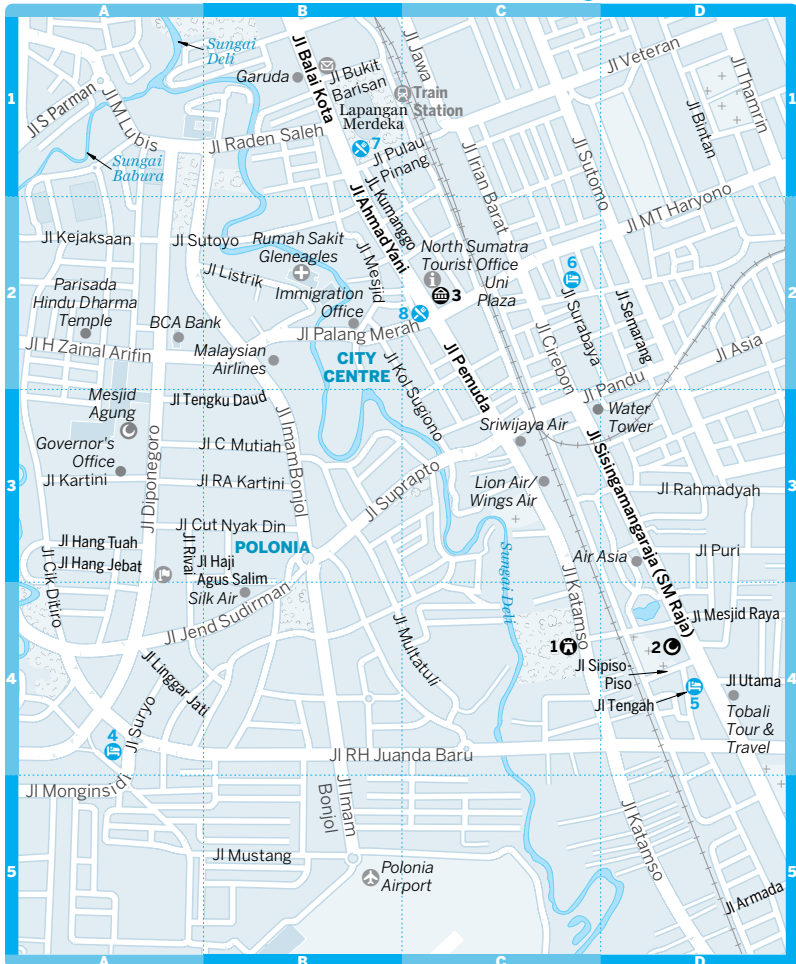 A
B
C
D
1
1
Sungai
Deli
Garuda
Jl Balai Kota
Jl Bukit
Barisan
Jl Jawa
Train
Station
Jl Veteran
Jl Thamrin
Jl S Parman
Jl M Lubis
Lapangan
Merdeka
Jl Bintan
Jl Raden Saleh
7
Jl Pulau
Pinang
Sungai
Babura
Jl Irian Barat
Jl Sutomo
JL Kumanggo
Jl Ahmad Yani
Jl MT Haryono
2
2
Jl Kejaksaan
Jl Sutoyo
Rumah Sakit
Gleneagles
Jl Mesjid
North Sumatra
Tourist Office
Uni
Plaza
6
Jl Listrik
Parisada
Hindu Dharma
Temple
Immigration
Office
3
8
Jl Surabaya
Jl Semarang
BCA Bank
Jl Palang Merah
Jl Cirebon
Jl Asia
Jl H Zainal Arifin
Malaysian
Airlines
CITY
CENTRE
Jl Pemuda
Jl Kol Sugiono
Jl Pandu
Mesjid
Agung
Jl Tengku Daud
Water
Tower
Sriwijaya Air
Governor's
Office
Jl C Mutiah
Jl Imam Bonjol
Jl Sisingamangaraja (SM Raja)
3
3
Jl Kartini
Jl Diponegoro
Jl RA Kartini
Jl Suprapto
Lion Air/
Wings Air
Jl Rahmadyah
Jl Cut Nyak Din
Jl Hang Tuah
Jl Rivai
POLONIA
Jl Puri
Jl Hang Jebat
Jl Haji
Agus Salim
Air Asia
Jl Cik Ditiro
Silk Air
Sungai Deli
Jl Katamso
Jl Mesjid Raya
Jl Jend Sudirman
Jl Multatuli
1
2
4
4
Jl Linggar Jati
Jl Sipiso-
Piso
Jl Utama
Jl Suryo
Jl Tengah
5
Tobali
Tour &
Travel
4
Jl RH Juanda Baru
Jl Monginsidi
Jl Imam
Bonjol
Jl Katamso
5
5
Jl Mustang
Polonia
Airport
Jl Armada
A
B
C
D